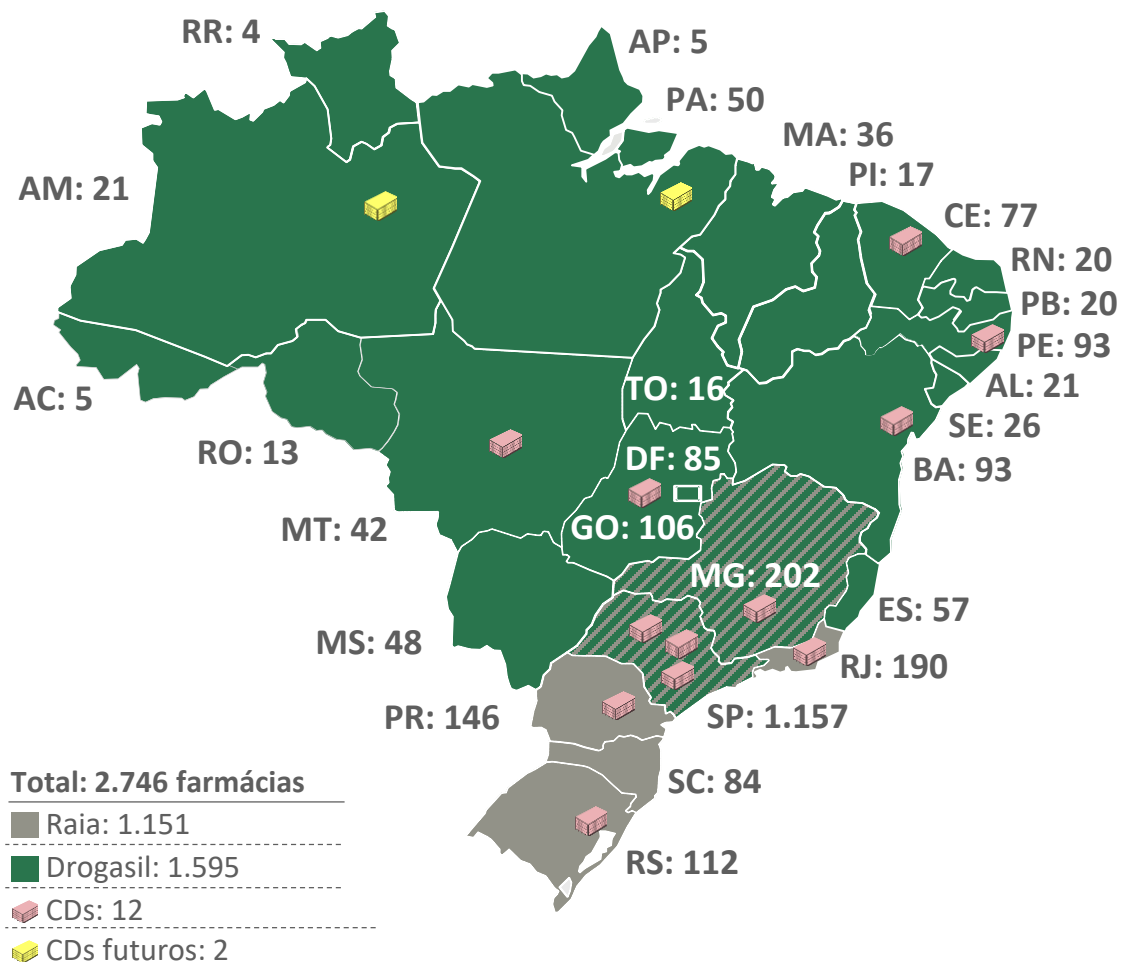 RR: 4
AP: 5
PA: 50
MA: 36
PI: 17
AM: 21
CE: 77
RN: 20
PB: 20
PE: 93
AC: 5
TO: 16
AL: 21
RO: 13
SE: 26
DF: 85
BA: 93
MT: 42
GO: 106
MG: 202
ES: 57
MS: 48
RJ: 190
PR: 146
SP: 1.157
SC: 84
RS: 112
Total: 2.746 farmácias
Raia: 1.151
Drogasil: 1.595
CDs: 12
CDs futuros: 2